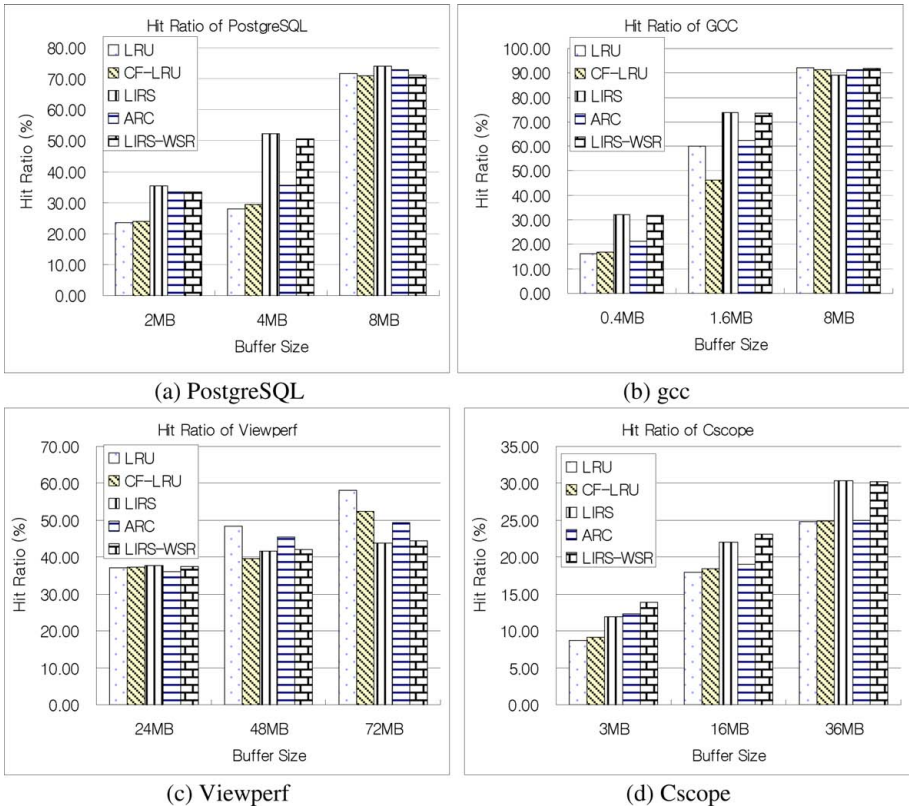 Hit Ratio of PostgreSQL
80.00
70.00
60.00
50.00
40.00
30.00
20.00
10.00
0.00
Hit Ratio (%)
LRU
CF-LRU
LIRS
ARC
LIRS-WSR
2MB 4MB 8MB
Buffer Size
(a) PostgreSQL
Hit Ratio of GCC
100.00
90.00
80.00
70.00
60.00
50.00
40.00
30.00
20.00
10.00
0.00
Hit Ratio (%)
LRU
CF-LRU
LIRS
ARC
LIRS-WSR
0.4MB 1.6MB 8MB
Buffer Size
(b) gcc
Hit Ratio of Viewperf
70.00
60.00
50.00
40.00
30.00
20.00
10.00
0.00
Hit Ratio (%)
LRU
CF-LRU
LIRS
ARC
LIRS-WSR
24MB 48MB 72MB
Buffer Size
(c) Viewperf
Hit Ratio of Cscope
35.00
30.00
25.00
20.00
15.00
10.00
5.00
0.00
Hit Ratio (%)
LRU
CF-LRU
LIRS
ARC
LIRS-WSR
3MB 16MB 36MB
Buffer Size
(d) Cscope